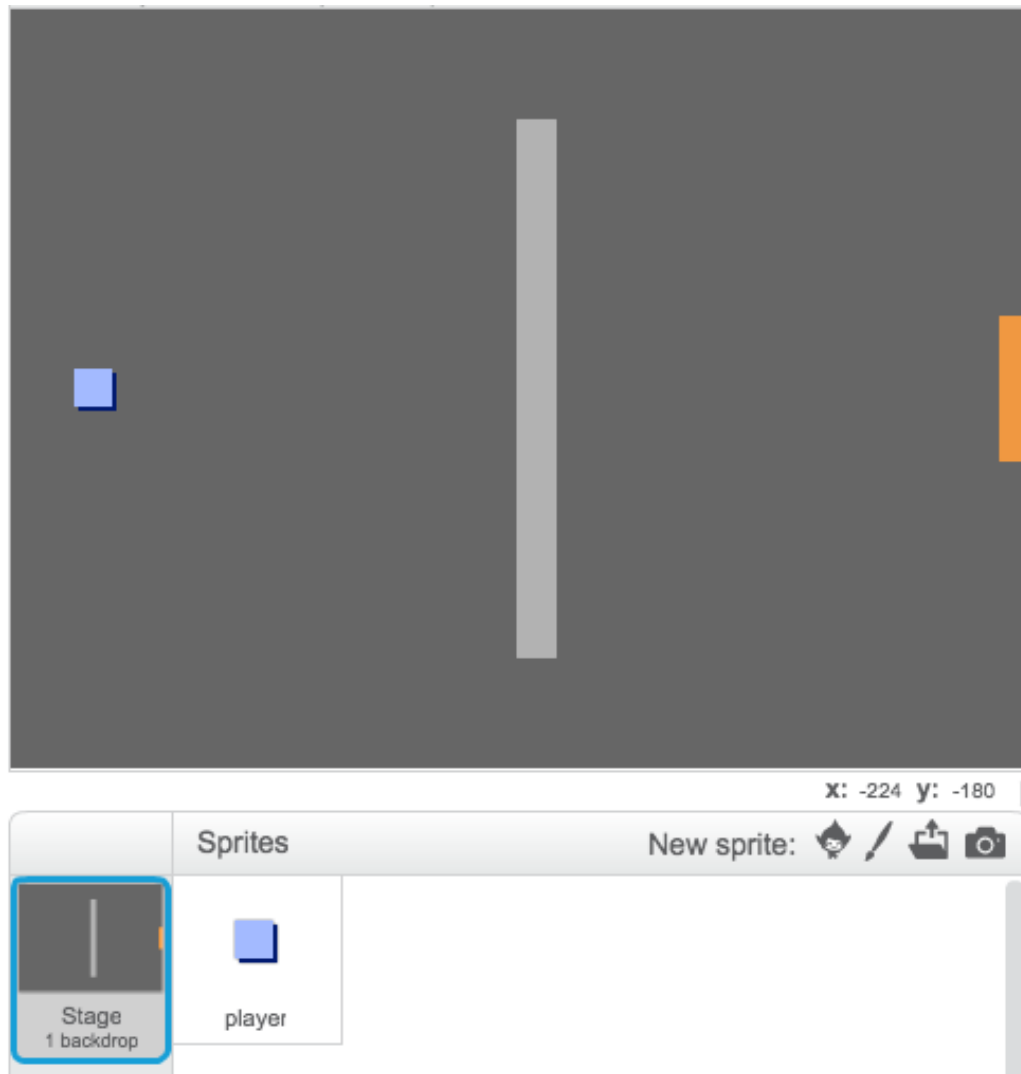 x: -224 y: -180
Sprites
New sprite:
Stage
1 backdrop
player